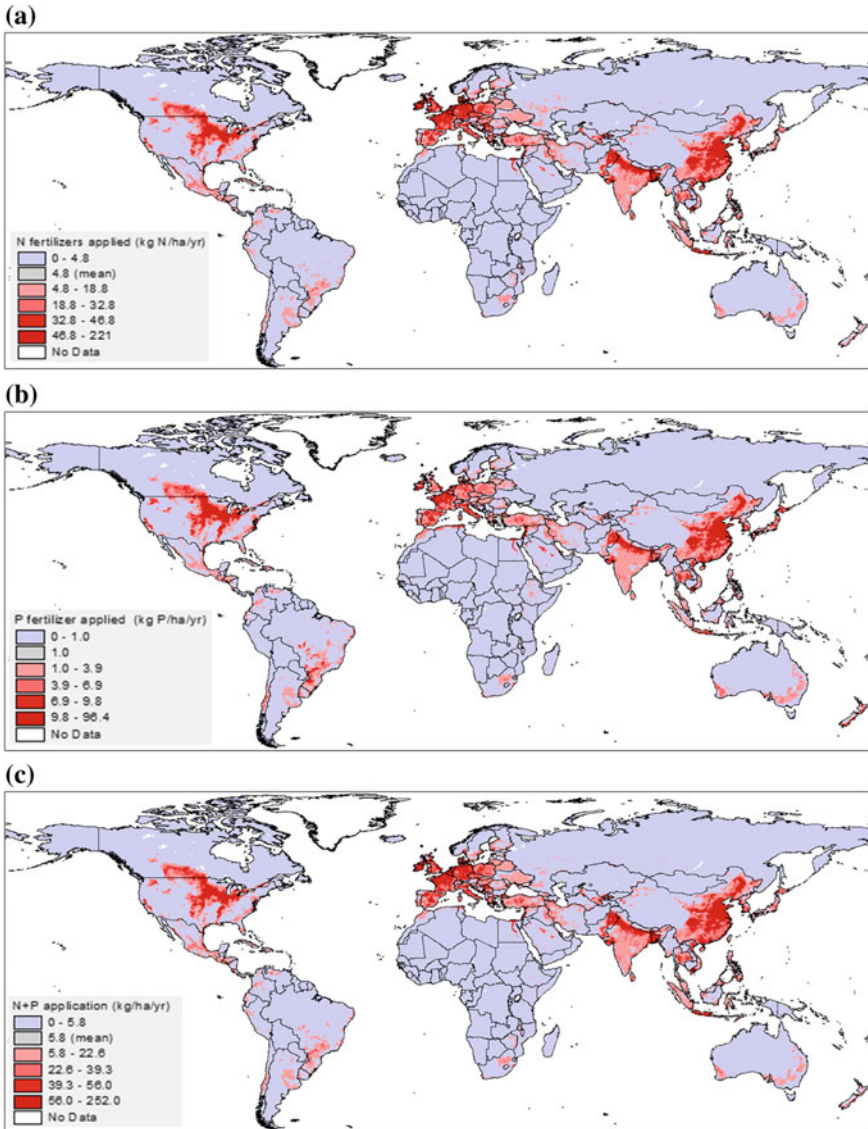 (a)
N fertilizers applied (kg N/ha/yr)
0 - 4.8
4.8 (mean)
4.8 - 18.8
18.8 - 32.8
32.8 - 46.8
46.8 - 221
No Data
(b)
P fertilizer applied (kg P/ha/yr)
0 - 1.0
1.0
1.0 - 3.9
3.9 - 6.9
6.9 - 9.8
9.8 - 96.4
No Data
(c)
N+P application (kg/ha/yr)
0 - 5.8
5.8 (mean)
5.8 - 22.6
22.6 - 39.3
39.3 - 56.0
56.0 - 252.0
No Data